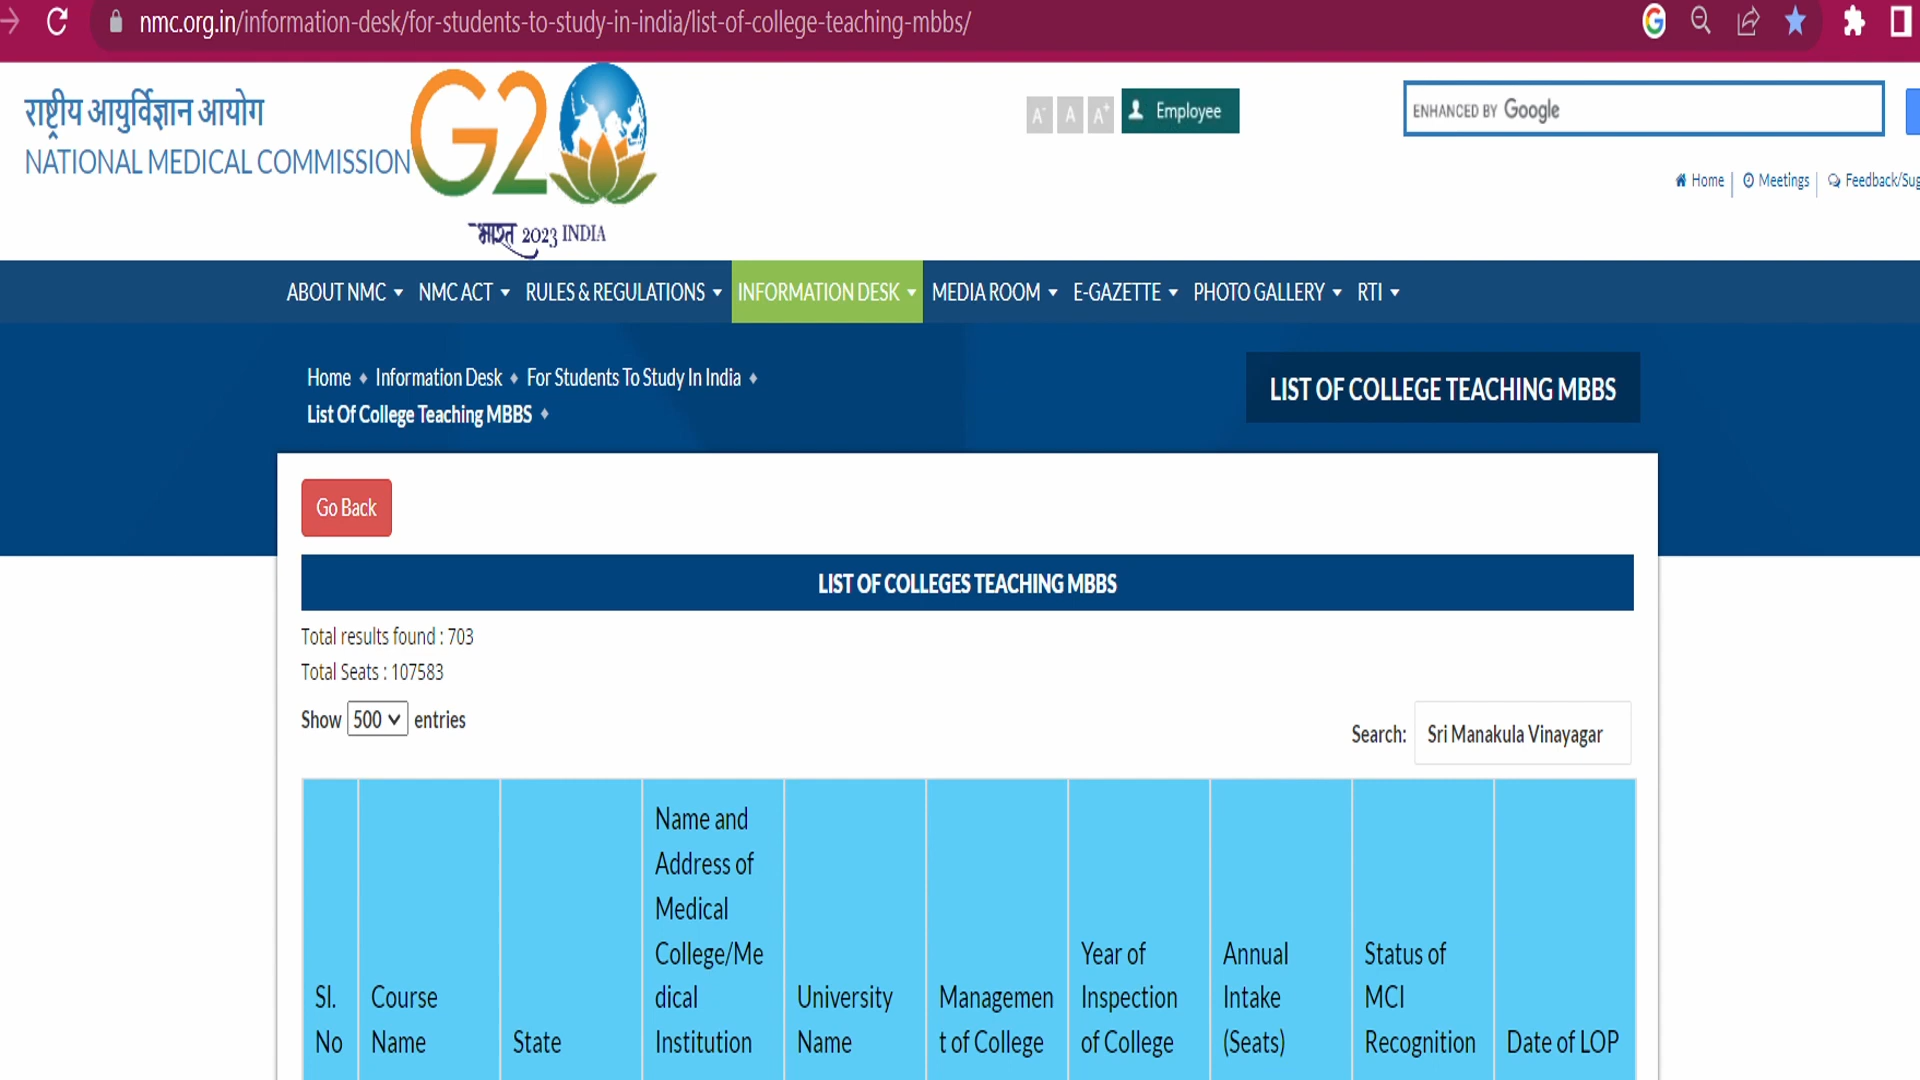 nmc.org.in/information-desk/for-students-to-study-in-india/list-of-college-teaching-mbbs/
राष्ट्रीय आयुर्विज्ञान आयोग
NATIONAL MEDICAL COMMISSION
G20
भारत 2023 INDIA
A- A A+ Employee
ENHANCED BY Google
Home Meetings Feedback/Sug
ABOUT NMC NMC ACT RULES & REGULATIONS INFORMATION DESK MEDIA ROOM E-GAZETTE PHOTO GALLERY RTI
Home Information Desk For Students To Study In India
List Of College Teaching MBBS
LIST OF COLLEGE TEACHING MBBS
Go Back
LIST OF COLLEGES TEACHING MBBS
Total results found : 703
Total Seats : 107583
Show 500 entries
Search: Sri Manakula Vinayagar
Sl.
No
Course
Name
State
Name and
Address of
Medical
College/Me
dical
Institution
University
Name
Managemen
t of College
Year of
Inspection
of College
Annual
Intake
(Seats)
Status of
MCI
Recognition
Date of LOP